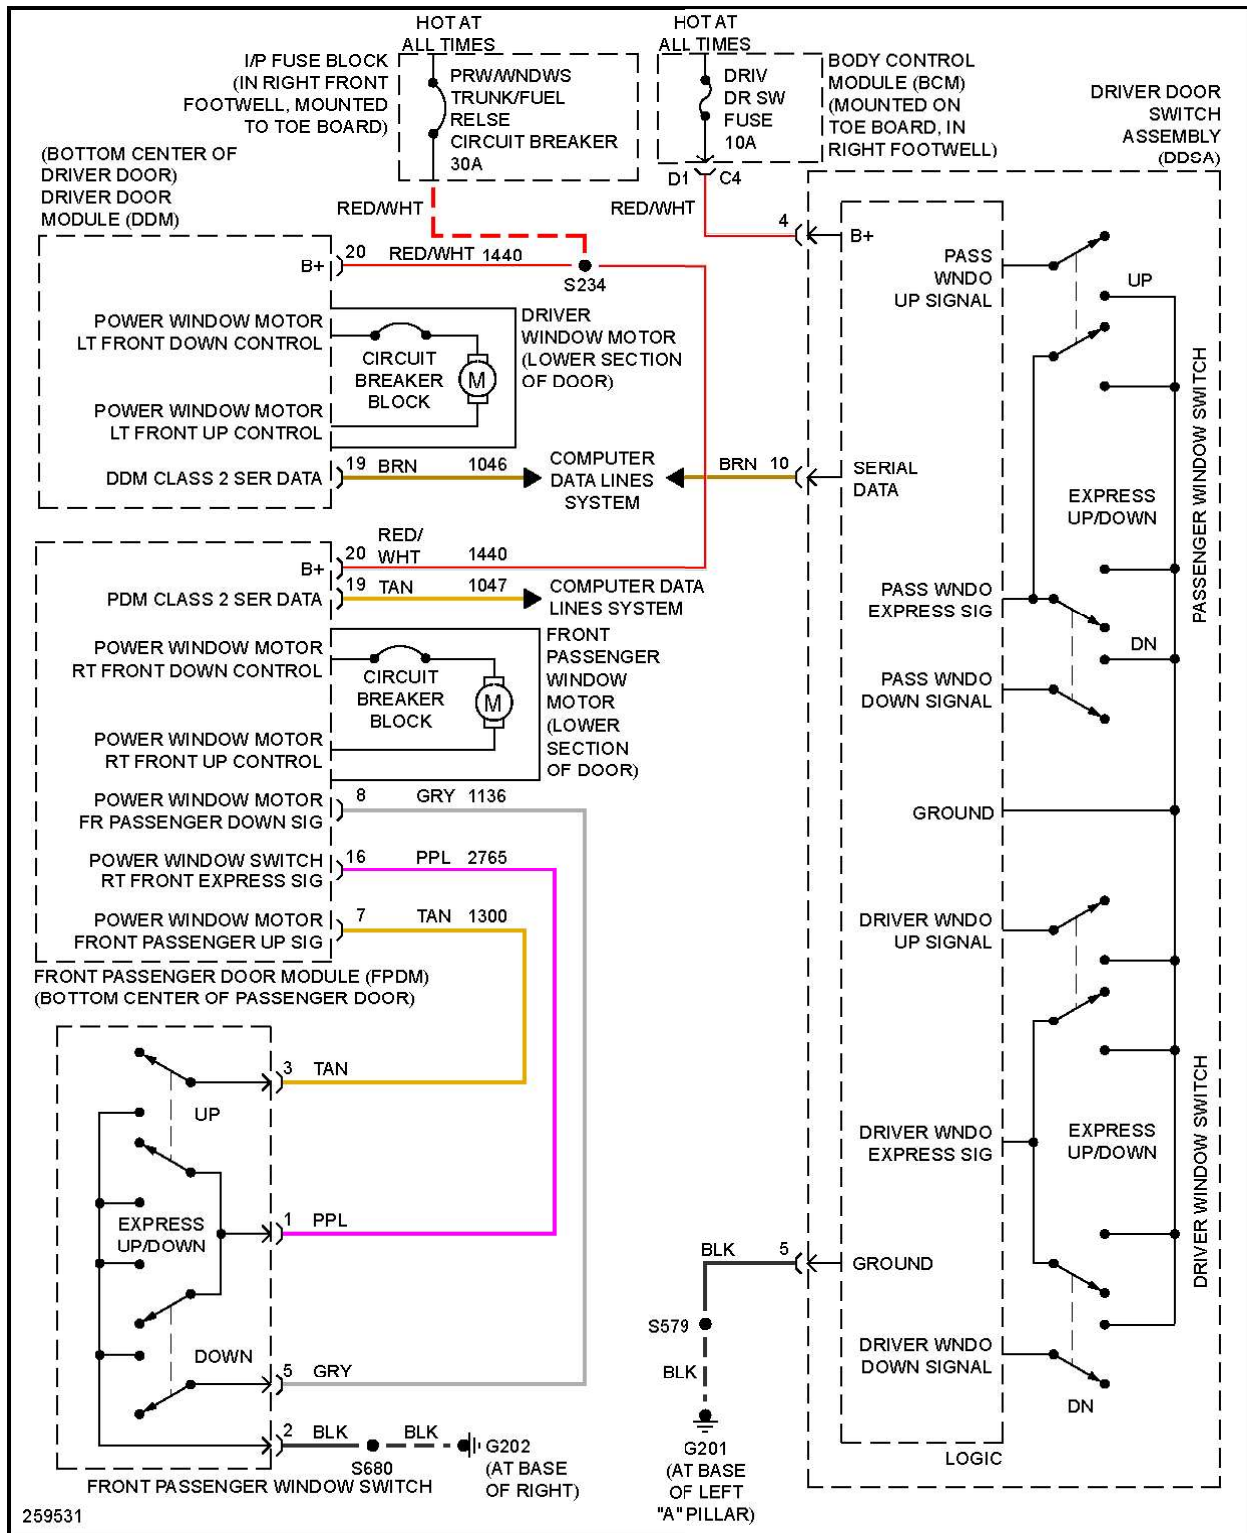 HOT AT
ALL TIMES
HOT AT
ALL TIMES
I/P FUSE BLOCK
(IN RIGHT FRONT
FOOTWELL, MOUNTED
TO TOE BOARD)
PRW/WNDWS
TRUNK/FUEL
RELSE
CIRCUIT BREAKER
30A
DRIV
DR SW
FUSE
10A
BODY CONTROL
MODULE (BCM)
(MOUNTED ON
TOE BOARD, IN
RIGHT FOOTWELL)
DRIVER DOOR
SWITCH
ASSEMBLY
(DDSA)
(BOTTOM CENTER OF
DRIVER DOOR)
DRIVER DOOR
MODULE (DDM)
D1 C4
RED/WHT
RED/WHT
4
B+
B+
20
RED/WHT 1440
S234
POWER WINDOW MOTOR
LT FRONT DOWN CONTROL
CIRCUIT
BREAKER
BLOCK
M
DRIVER
WINDOW MOTOR
(LOWER SECTION
OF DOOR)
POWER WINDOW MOTOR
LT FRONT UP CONTROL
DDM CLASS 2 SER DATA
19 BRN 1046
COMPUTER
DATA LINES
SYSTEM
BRN 10
SERIAL
DATA
PASS
WNDO
UP SIGNAL
UP
PASSENGER WINDOW SWITCH
EXPRESS
UP/DOWN
PASS WNDO
EXPRESS SIG
DN
PASS WNDO
DOWN SIGNAL
B+
20
RED/
WHT
1440
PDM CLASS 2 SER DATA
19 TAN 1047
COMPUTER DATA
LINES SYSTEM
POWER WINDOW MOTOR
RT FRONT DOWN CONTROL
CIRCUIT
BREAKER
BLOCK
M
FRONT
PASSENGER
WINDOW
MOTOR
(LOWER
SECTION
OF DOOR)
POWER WINDOW MOTOR
RT FRONT UP CONTROL
POWER WINDOW MOTOR
FR PASSENGER DOWN SIG
8 GRY 1136
POWER WINDOW SWITCH
RT FRONT EXPRESS SIG
16 PPL 2765
POWER WINDOW MOTOR
FRONT PASSENGER UP SIG
7 TAN 1300
FRONT PASSENGER DOOR MODULE (FPDM)
(BOTTOM CENTER OF PASSENGER DOOR)
GROUND
DRIVER WNDO
UP SIGNAL
DRIVER WNDO
EXPRESS SIG
EXPRESS
UP/DOWN
DRIVER WINDOW SWITCH
3 TAN
UP
1 PPL
EXPRESS
UP/DOWN
DOWN
5 GRY
2 BLK
BLK
S680
G202
(AT BASE
OF RIGHT)
FRONT PASSENGER WINDOW SWITCH
BLK 5
GROUND
S579
BLK
G201
(AT BASE
OF LEFT
"A" PILLAR)
DRIVER WNDO
DOWN SIGNAL
DN
LOGIC
259531